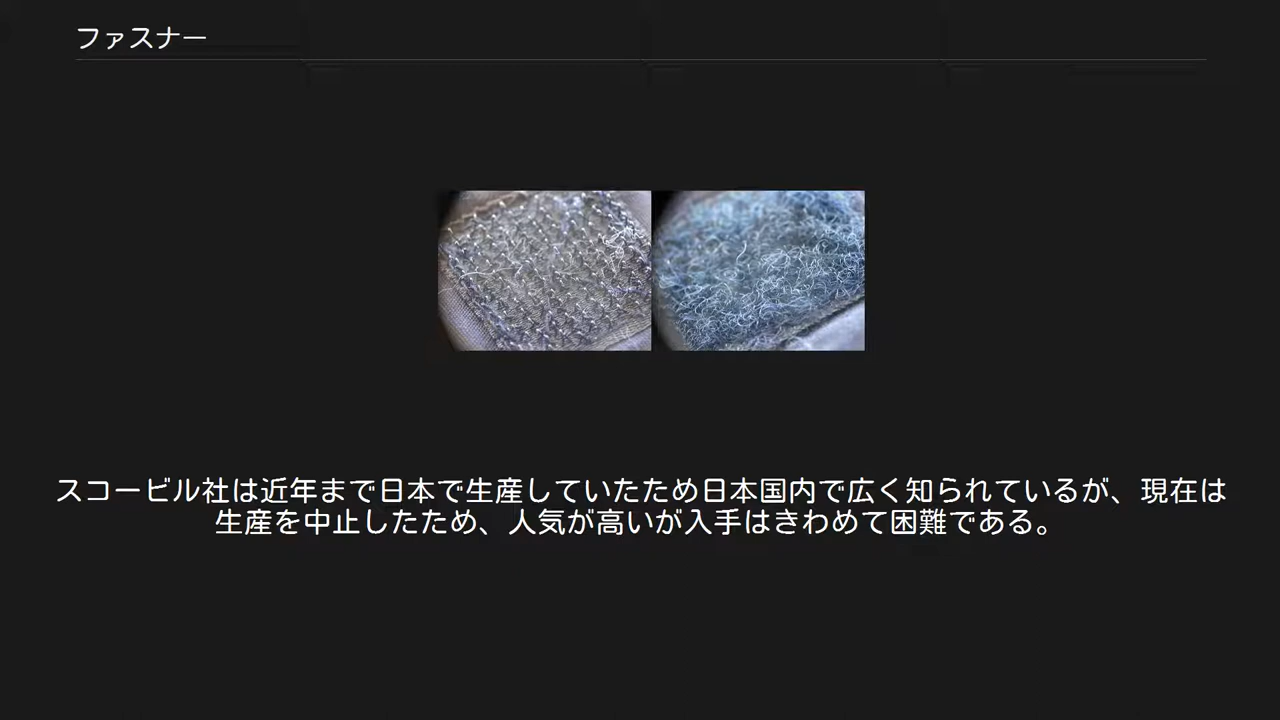 ファスナー
スコービル社は近年まで日本で生産していたため日本国内で広く知られているが、現在は
生産を中止したため、人気が高いが入手はきわめて困難である。